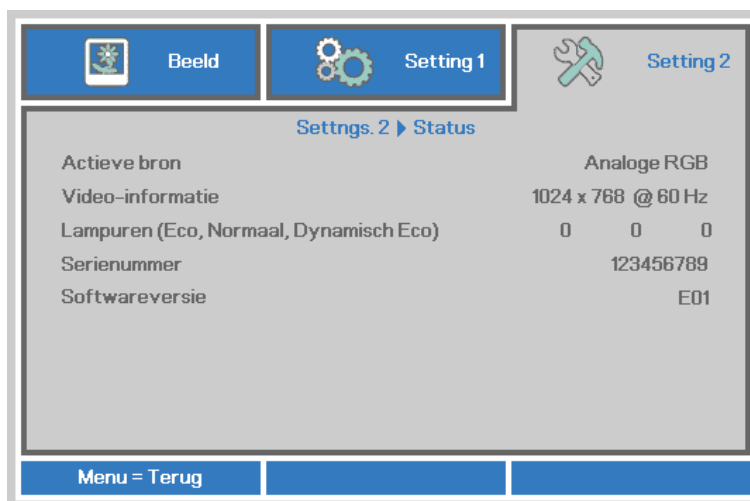 Beeld
Setting 1
Setting 2
Settngs. 2 ▶ Status
Actieve bron Analoge RGB
Video-informatie 1024 x 768 @ 60 Hz
Lampuren (Eco, Normaal, Dynamisch Eco) 0 0 0
Serienummer 123456789
Softwareversie E01
Menu = Terug